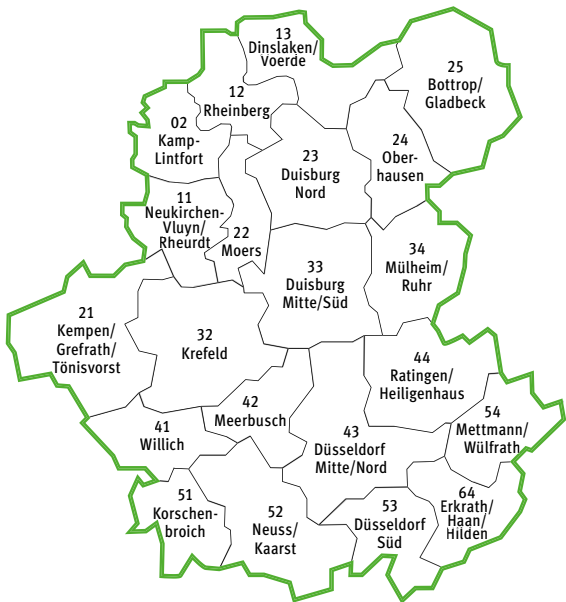 13
Dinslaken/
Voerde
25
Bottrop/
Gladbeck
12
Rheinberg
02
Kamp-
Lintfort
24
Ober-
hausen
23
Duisburg
Nord
11
Neukirchen-
Vluyn/
Rheurdt
22
Moers
34
Mülheim/
Ruhr
33
Duisburg
Mitte/Süd
21
Kempen/
Grefrath/
Tönisvorst
32
Krefeld
44
Ratingen/
Heiligenhaus
42
Meerbusch
54
Mettmann/
Wülfrath
41
Willich
43
Düsseldorf
Mitte/Nord
51
Korschen-
broich
52
Neuss/
Kaarst
53
Düsseldorf
Süd
64
Erkrath/
Haan/
Hilden